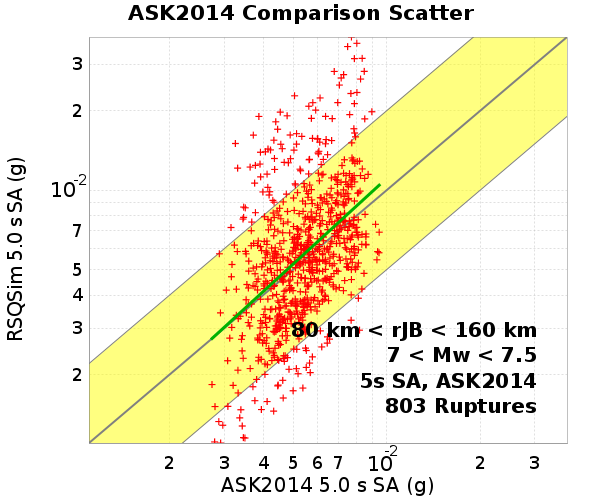 ASK2014 Comparison Scatter
RSQSim 5.0 s SA (g)
3
2
10-2
7
5
4
3
2
80 km < rJB < 160 km
7 < Mw < 7.5
5s SA, ASK2014
803 Ruptures
2 3 4 5 6 7 10-2 2 3
ASK2014 5.0 s SA (g)